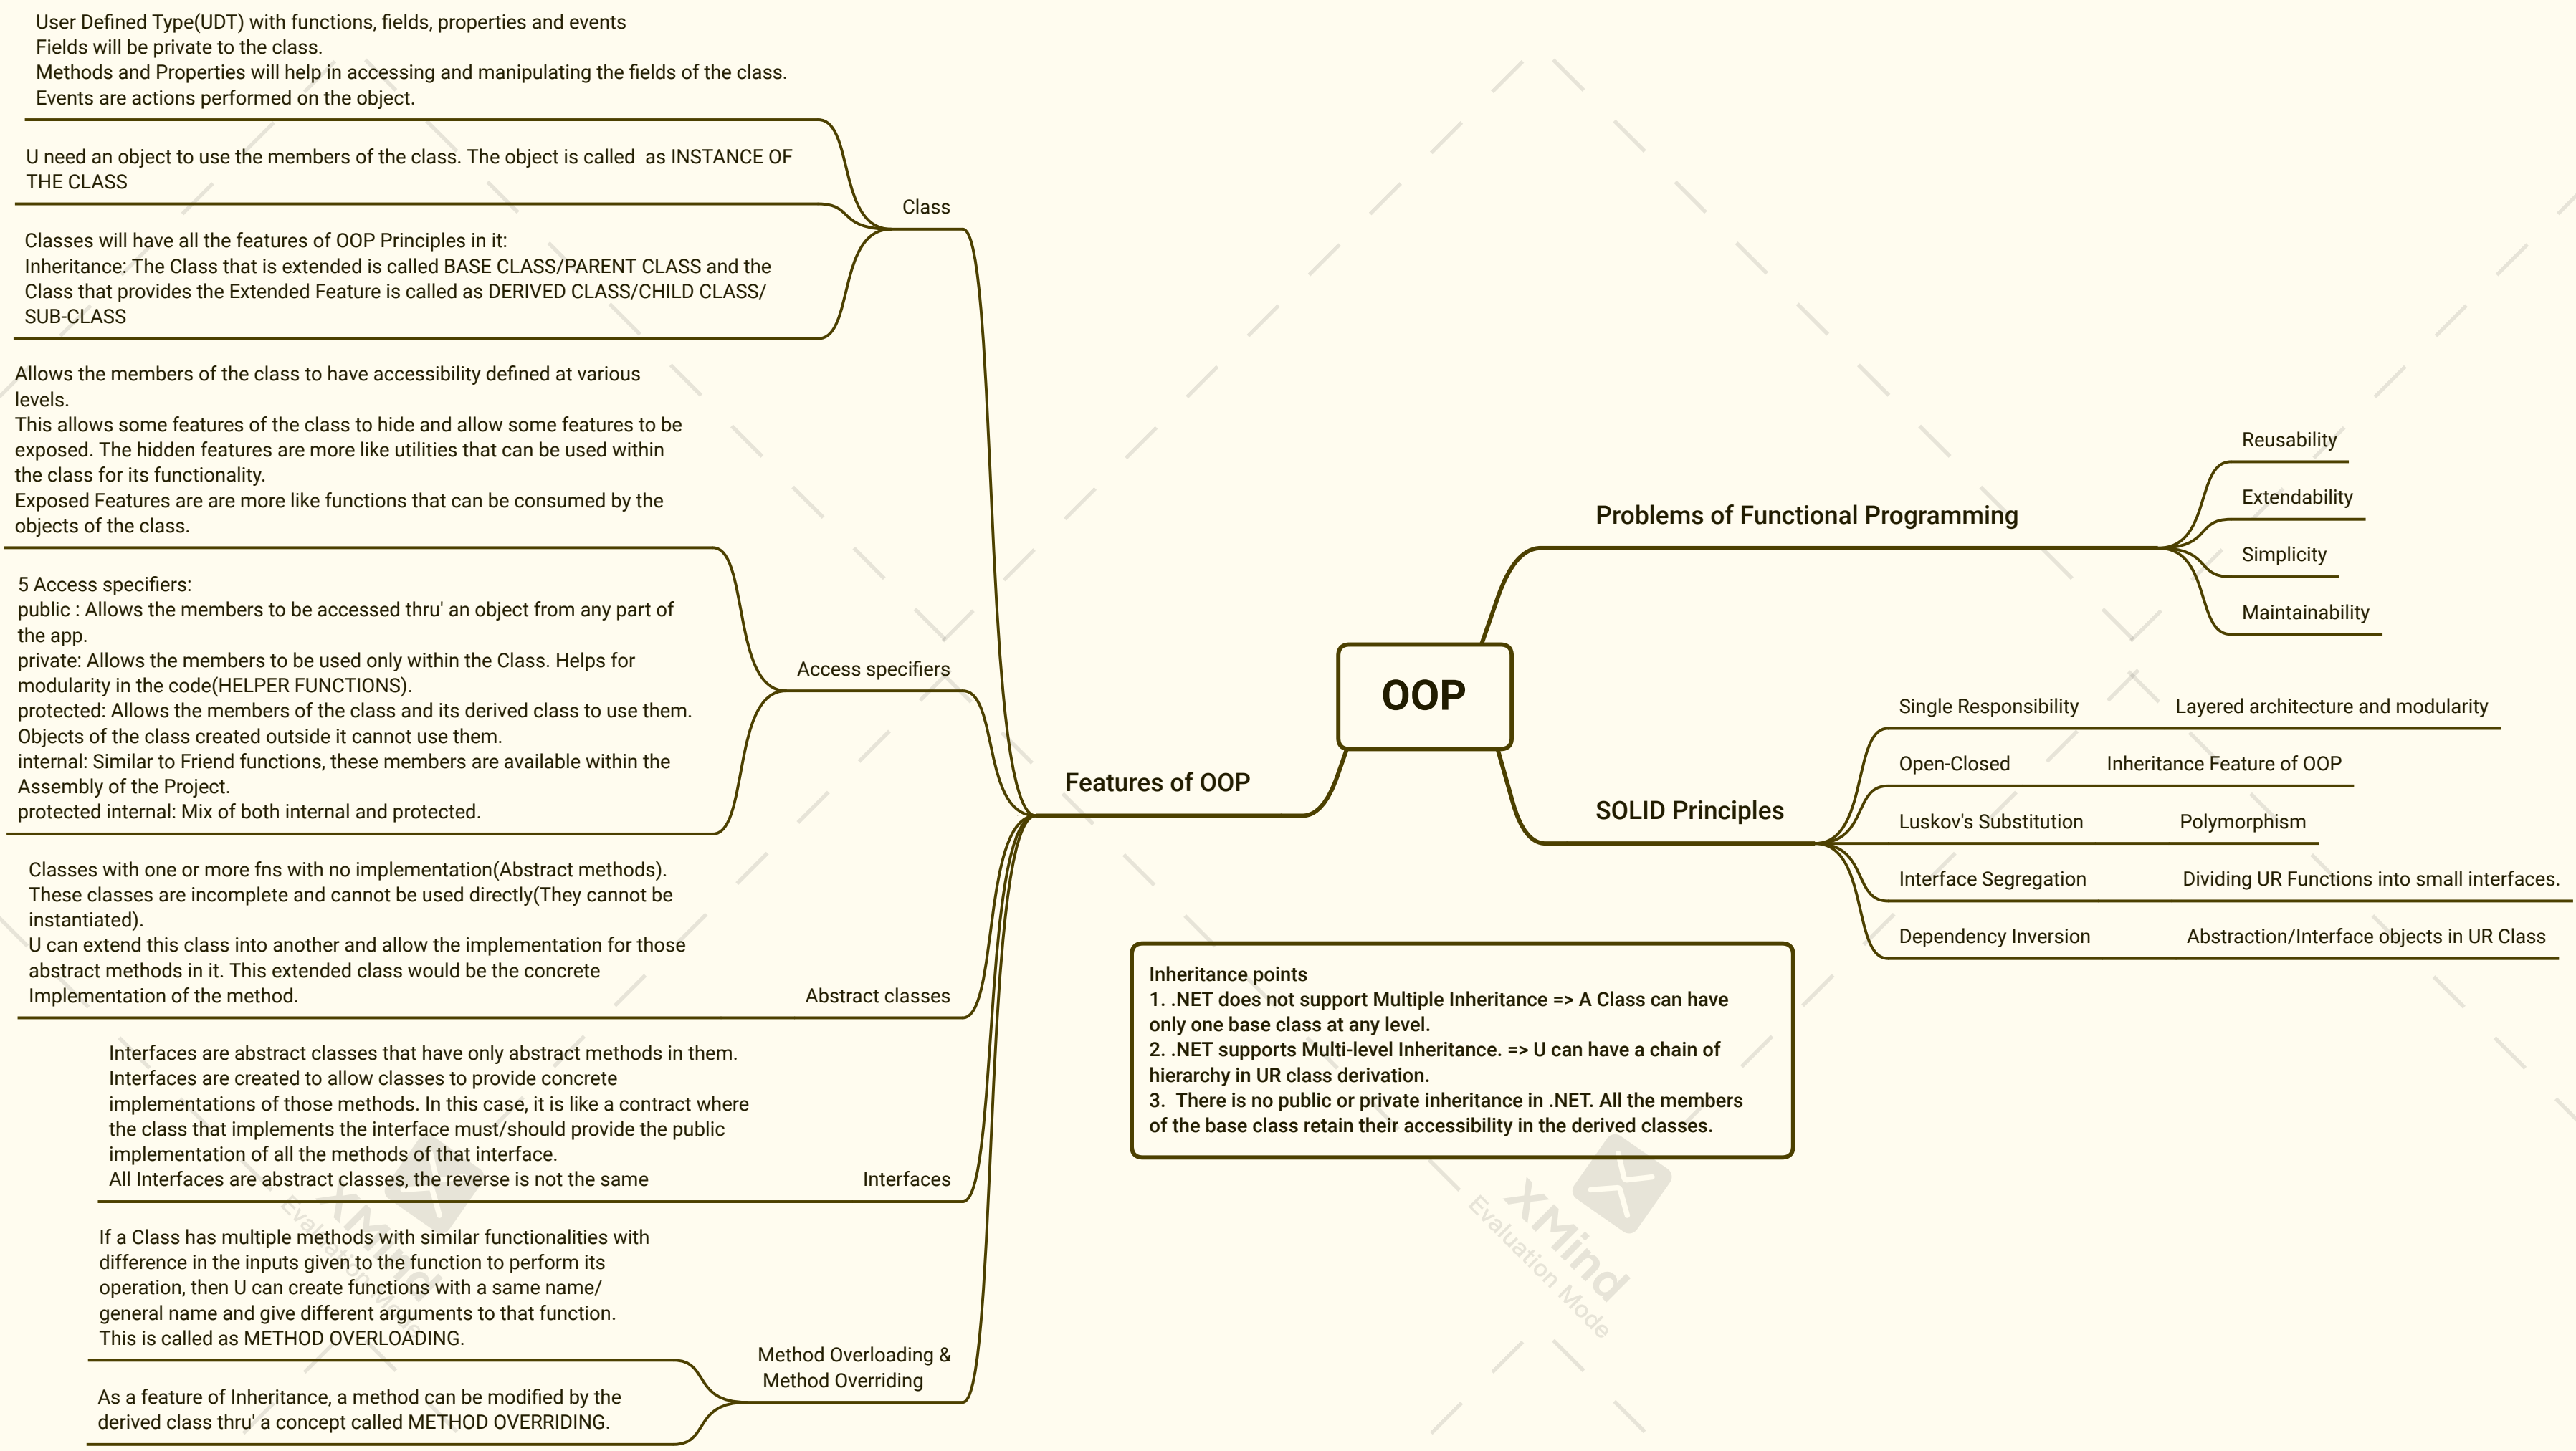 User Defined Type(UDT) with functions, fields, properties and events
Fields will be private to the class.
Methods and Properties will help in accessing and manipulating the fields of the class.
Events are actions performed on the object.
U need an object to use the members of the class. The object is called  as INSTANCE OF
THE CLASS
Classes will have all the features of OOP Principles in it:
Inheritance: The Class that is extended is called BASE CLASS/PARENT CLASS and the
Class that provides the Extended Feature is called as DERIVED CLASS/CHILD CLASS/
SUB-CLASS
Class
Allows the members of the class to have accessibility defined at various
levels.
This allows some features of the class to hide and allow some features to be
exposed. The hidden features are more like utilities that can be used within
the class for its functionality.
Exposed Features are are more like functions that can be consumed by the
objects of the class.
5 Access specifiers:
public : Allows the members to be accessed thru' an object from any part of
the app.
private: Allows the members to be used only within the Class. Helps for
modularity in the code(HELPER FUNCTIONS).
protected: Allows the members of the class and its derived class to use them.
Objects of the class created outside it cannot use them.
internal: Similar to Friend functions, these members are available within the
Assembly of the Project.
protected internal: Mix of both internal and protected.
Access specifiers
Classes with one or more fns with no implementation(Abstract methods).
These classes are incomplete and cannot be used directly(They cannot be
instantiated).
U can extend this class into another and allow the implementation for those
abstract methods in it. This extended class would be the concrete
Implementation of the method.
Abstract classes
Interfaces are abstract classes that have only abstract methods in them.
Interfaces are created to allow classes to provide concrete
implementations of those methods. In this case, it is like a contract where
the class that implements the interface must/should provide the public
implementation of all the methods of that interface.
All Interfaces are abstract classes, the reverse is not the same
Interfaces
If a Class has multiple methods with similar functionalities with
difference in the inputs given to the function to perform its
operation, then U can create functions with a same name/
general name and give different arguments to that function.
This is called as METHOD OVERLOADING.
As a feature of Inheritance, a method can be modified by the
derived class thru' a concept called METHOD OVERRIDING.
Method Overloading &
Method Overriding
Features of OOP
OOP
Problems of Functional Programming
Reusability
Extendability
Simplicity
Maintainability
SOLID Principles
Single Responsibility
Layered architecture and modularity
Open-Closed
Inheritance Feature of OOP
Luskov's Substitution
Polymorphism
Interface Segregation
Dividing UR Functions into small interfaces.
Dependency Inversion
Abstraction/Interface objects in UR Class
Inheritance points
1. .NET does not support Multiple Inheritance => A Class can have
only one base class at any level.
2. .NET supports Multi-level Inheritance. => U can have a chain of
hierarchy in UR class derivation.
3.  There is no public or private inheritance in .NET. All the members
of the base class retain their accessibility in the derived classes.
XMind
Evaluation Mode
XMind
Evaluation Mode